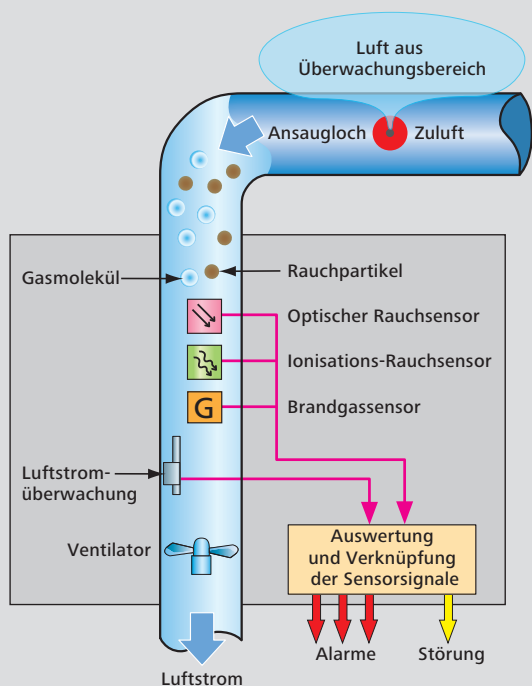 Luft aus
Überwachungsbereich
Ansaugloch
Zuluft
Gasmolekül
Rauchpartikel
Optischer Rauchsensor
Ionisations-Rauchsensor
G
Brandgassensor
Luftstrom-
überwachung
Ventilator
Auswertung
und Verknüpfung
der Sensorsignale
Alarme
Störung
Luftstrom